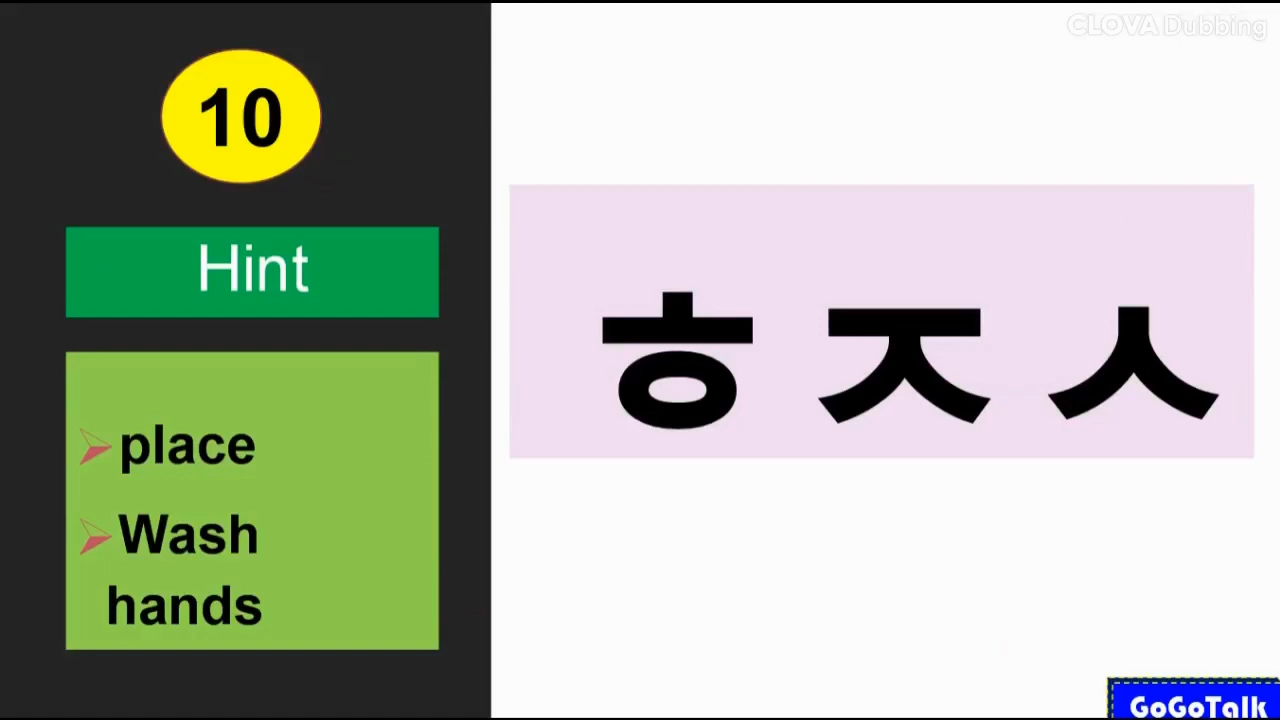 CLOVA Dubbing
10
Hint
place
Wash
hands
ㅎ ㅈ ㅅ
GoGoTalk